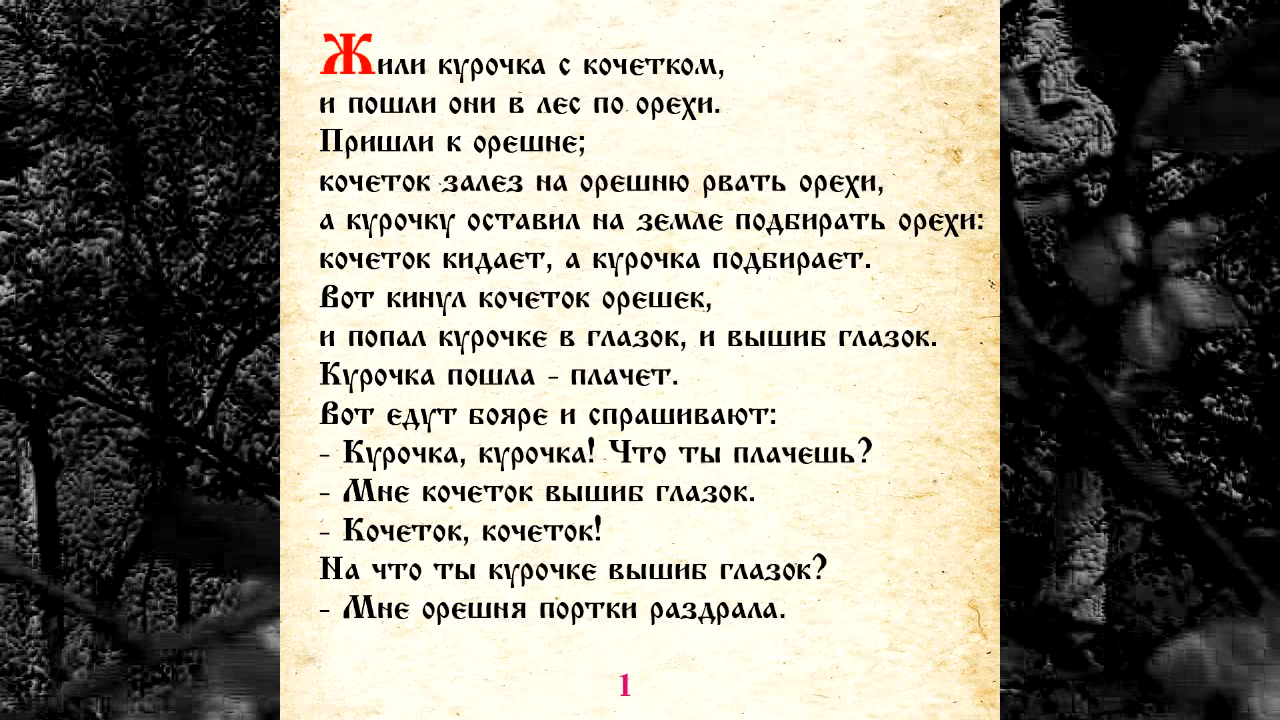 Жили курочка с кочетком,
и пошли они в лес по орехи.
Пришли к орешне;
кочеток залез на орешню рвать орехи,
а курочку оставил на земле подбирать орехи:
кочеток кидает, а курочка подбирает.
Вот кинул кочеток орешек,
и попал курочке в глазок, и вышиб глазок.
Курочка пошла - плачет.
Вот едут бояре и спрашивают:
- Курочка, курочка! Что ты плачешь?
- Мне кочеток вышиб глазок.
- Кочеток, кочеток!
На что ты курочке вышиб глазок?
- Мне орешня портки раздрала.
1